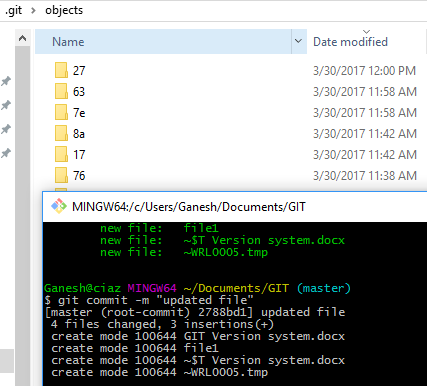 .git › objects
Name Date modified
27 3/30/2017 12:00 PM
63 3/30/2017 11:58 AM
7e 3/30/2017 11:58 AM
8a 3/30/2017 11:42 AM
17 3/30/2017 11:42 AM
76 3/30/2017 11:38 AM
MINGW64:/c/Users/Ganesh/Documents/GIT
new file: file1
new file: ~$T Version system.docx
new file: ~WRL0005.tmp
Ganesh@ciaz MINGW64 ~/Documents/GIT (master)
$ git commit -m "updated file"
[master (root-commit) 2788bd1] updated file
4 files changed, 3 insertions(+)
create mode 100644 GIT Version system.docx
create mode 100644 file1
create mode 100644 ~$T Version system.docx
create mode 100644 ~WRL0005.tmp